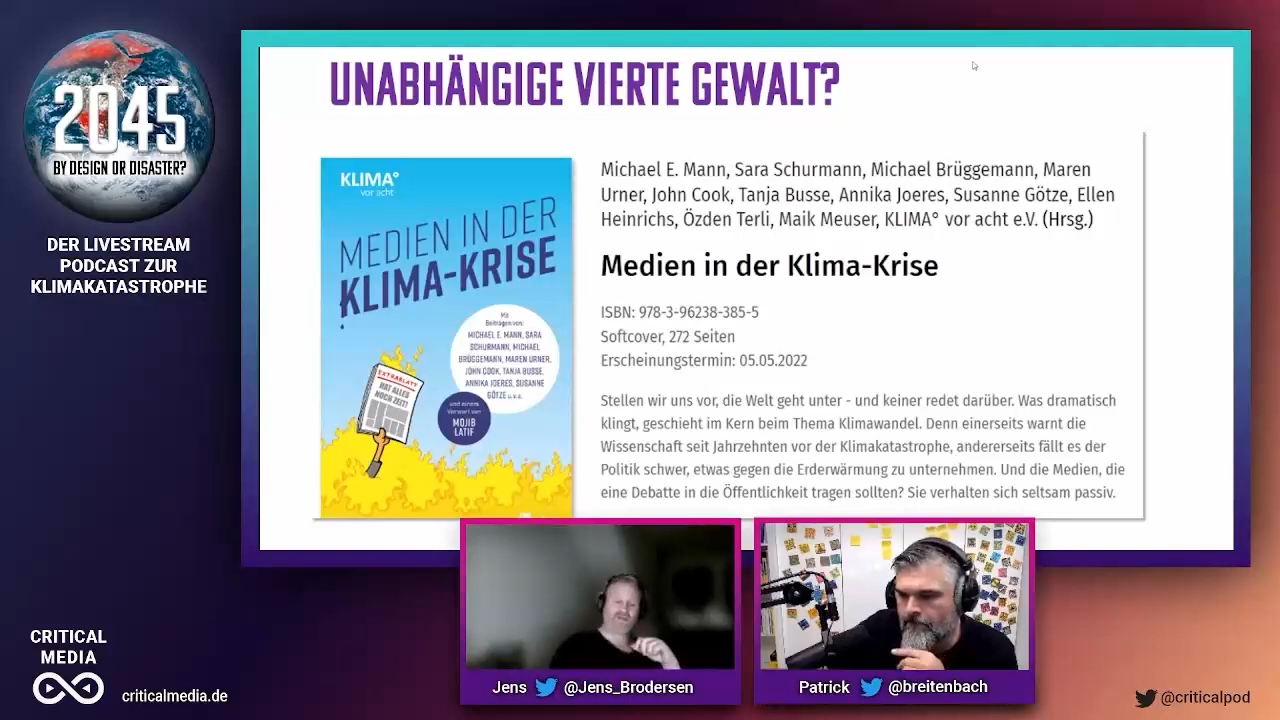 2045
BY DESIGN OR DISASTER?
DER LIVESTREAM
PODCAST ZUR
KLIMAKATASTROPHE
UNABHÄNGIGE VIERTE GEWALT?
KLIMA°
vor acht
MEDIEN IN DER
KLIMA-KRISE
Mit
Beiträgen von:
MICHAEL E. MANN, SARA
SCHURMANN, MICHAEL
BRÜGGEMANN, MAREN URNER,
JOHN COOK, TANJA BUSSE,
ANNIKA JOERES, SUSANNE
GÖTZE u.v.a.
und einem
Vorwort von
MOJIB
LATIF
EXTRABLATT
HAT ALLES
NOCH ZEIT!
Michael E. Mann, Sara Schurmann, Michael Brüggemann, Maren
Urner, John Cook, Tanja Busse, Annika Joeres, Susanne Götze, Ellen
Heinrichs, Özden Terli, Maik Meuser, KLIMA° vor acht e.V. (Hrsg.)
Medien in der Klima-Krise
ISBN: 978-3-96238-385-5
Softcover, 272 Seiten
Erscheinungstermin: 05.05.2022
Stellen wir uns vor, die Welt geht unter - und keiner redet darüber. Was dramatisch
klingt, geschieht im Kern beim Thema Klimawandel. Denn einerseits warnt die
Wissenschaft seit Jahrzehnten vor der Klimakatastrophe, andererseits fällt es der
Politik schwer, etwas gegen die Erderwärmung zu unternehmen. Und die Medien, die
eine Debatte in die Öffentlichkeit tragen sollten? Sie verhalten sich seltsam passiv.
Jens @Jens_Brodersen
Patrick @breitenbach
CRITICAL
MEDIA
criticalmedia.de
@criticalpod